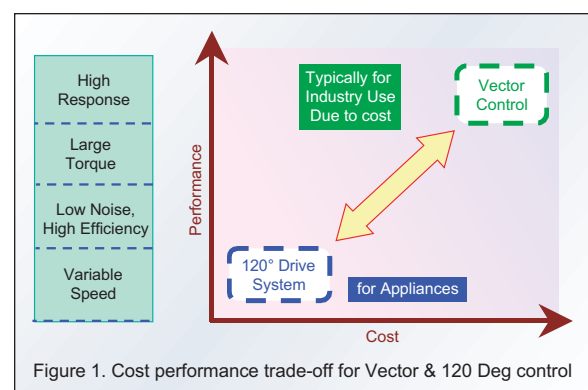 High
Response
Large
Torque
Low Noise,
High Efficiency
Variable
Speed
Performance
Typically for
Industry Use
Due to cost
Vector
Control
120° Drive
System
for Appliances
Cost
Figure 1. Cost performance trade-off for Vector & 120 Deg control